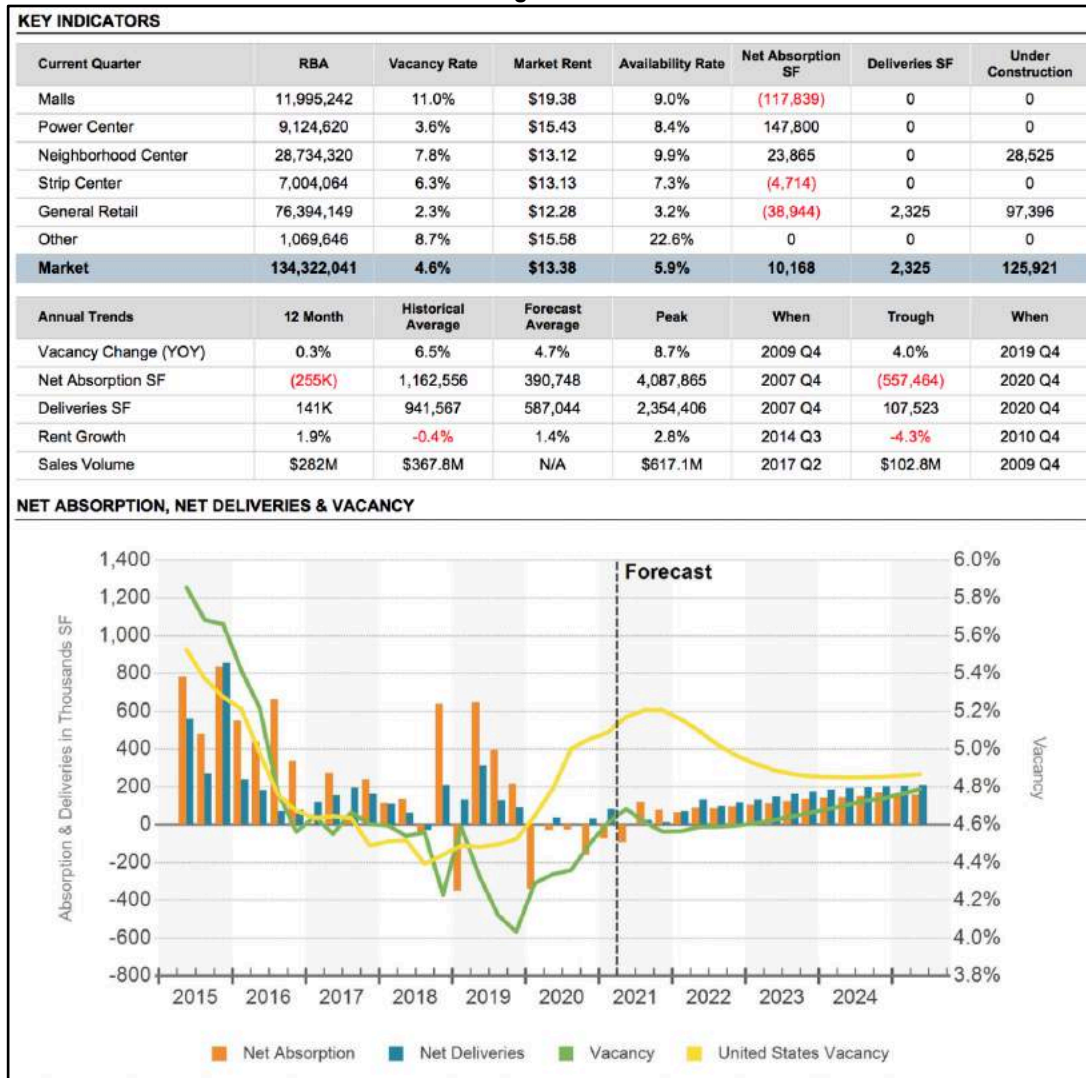 KEY INDICATORS
Current Quarter RBA Vacancy Rate Market Rent Availability Rate Net Absorption SF Deliveries SF Under Construction
Malls 11,995,242 11.0% $19.38 9.0% (117,839) 0 0
Power Center 9,124,620 3.6% $15.43 8.4% 147,800 0 0
Neighborhood Center 28,734,320 7.8% $13.12 9.9% 23,865 0 28,525
Strip Center 7,004,064 6.3% $13.13 7.3% (4,714) 0 0
General Retail 76,394,149 2.3% $12.28 3.2% (38,944) 2,325 97,396
Other 1,069,646 8.7% $15.58 22.6% 0 0 0
Market 134,322,041 4.6% $13.38 5.9% 10,168 2,325 125,921
Annual Trends 12 Month Historical Average Forecast Average Peak When Trough When
Vacancy Change (YOY) 0.3% 6.5% 4.7% 8.7% 2009 Q4 4.0% 2019 Q4
Net Absorption SF (255K) 1,162,556 390,748 4,087,865 2007 Q4 (557,464) 2020 Q4
Deliveries SF 141K 941,567 587,044 2,354,406 2007 Q4 107,523 2020 Q4
Rent Growth 1.9% -0.4% 1.4% 2.8% 2014 Q3 -4.3% 2010 Q4
Sales Volume $282M $367.8M N/A $617.1M 2017 Q2 $102.8M 2009 Q4
NET ABSORPTION, NET DELIVERIES & VACANCY
Absorption & Deliveries in Thousands SF
1,400 6.0%
Forecast
1,200 5.8%
1,000 5.6%
800 5.4%
600 5.2%
400 5.0%
200 4.8%
0 4.6%
-200 4.4%
-400 4.2%
-600 4.0%
-800 3.8%
Vacancy
2015 2016 2017 2018 2019 2020 2021 2022 2023 2024
Net Absorption Net Deliveries Vacancy United States Vacancy